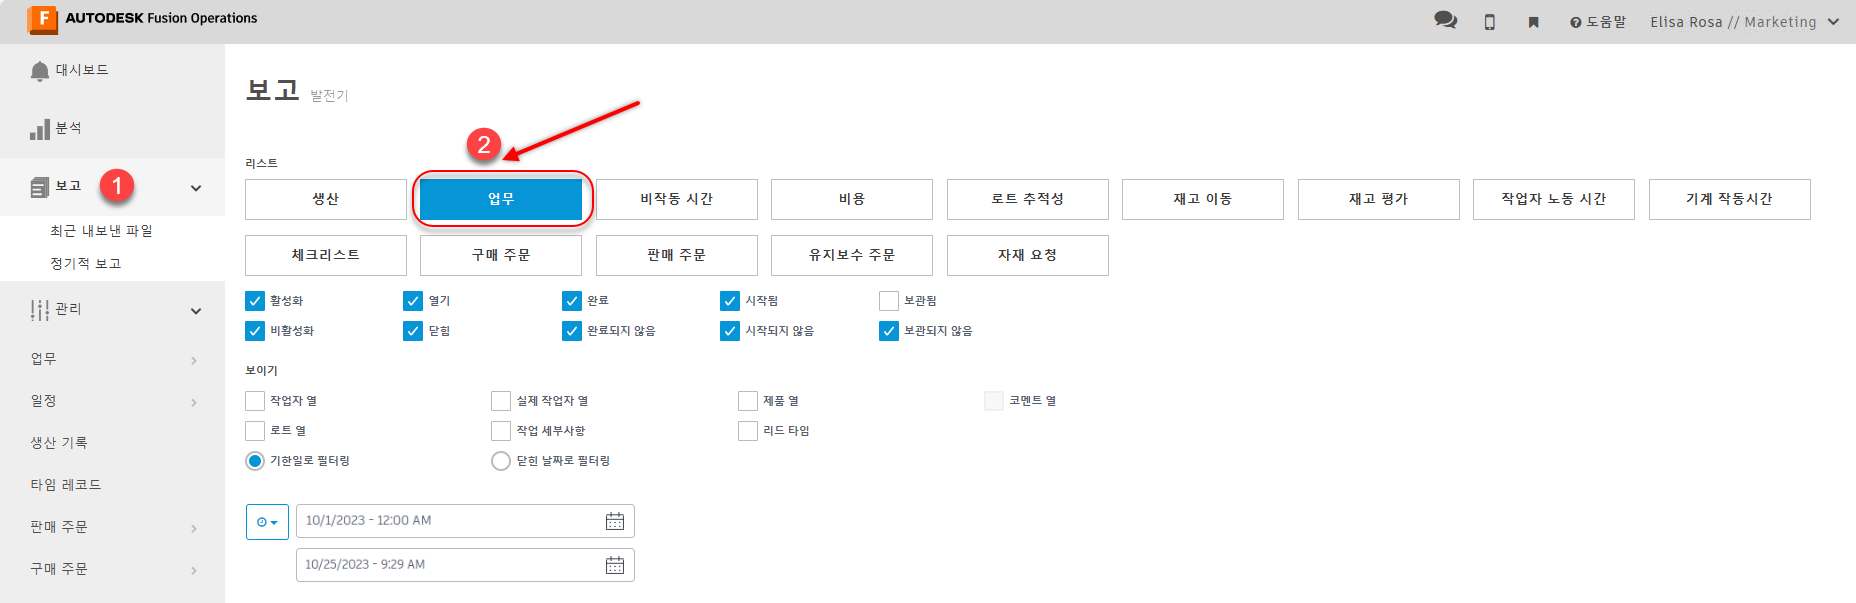 F AUTODESK Fusion Operations
도움말
Elisa Rosa // Marketing
대시보드
분석
보고
1
최근 내보낸 파일
정기적 보고
관리
업무
일정
생산 기록
타임 레코드
판매 주문
구매 주문
보고 발전기
2
리스트
생산 업무 비작동 시간 비용 로트 추적성 재고 이동 재고 평가 작업자 노동 시간 기계 작동시간
체크리스트 구매 주문 판매 주문 유지보수 주문 자재 요청
활성화 열기 완료 시작됨 보관됨
비활성화 닫힘 완료되지 않음 시작되지 않음 보관되지 않음
보이기
작업자 열 실제 작업자 열 제품 열 코멘트 열
로트 열 작업 세부사항 리드 타임
기한일로 필터링 닫힌 날짜로 필터링
10/1/2023 - 12:00 AM
10/25/2023 - 9:29 AM